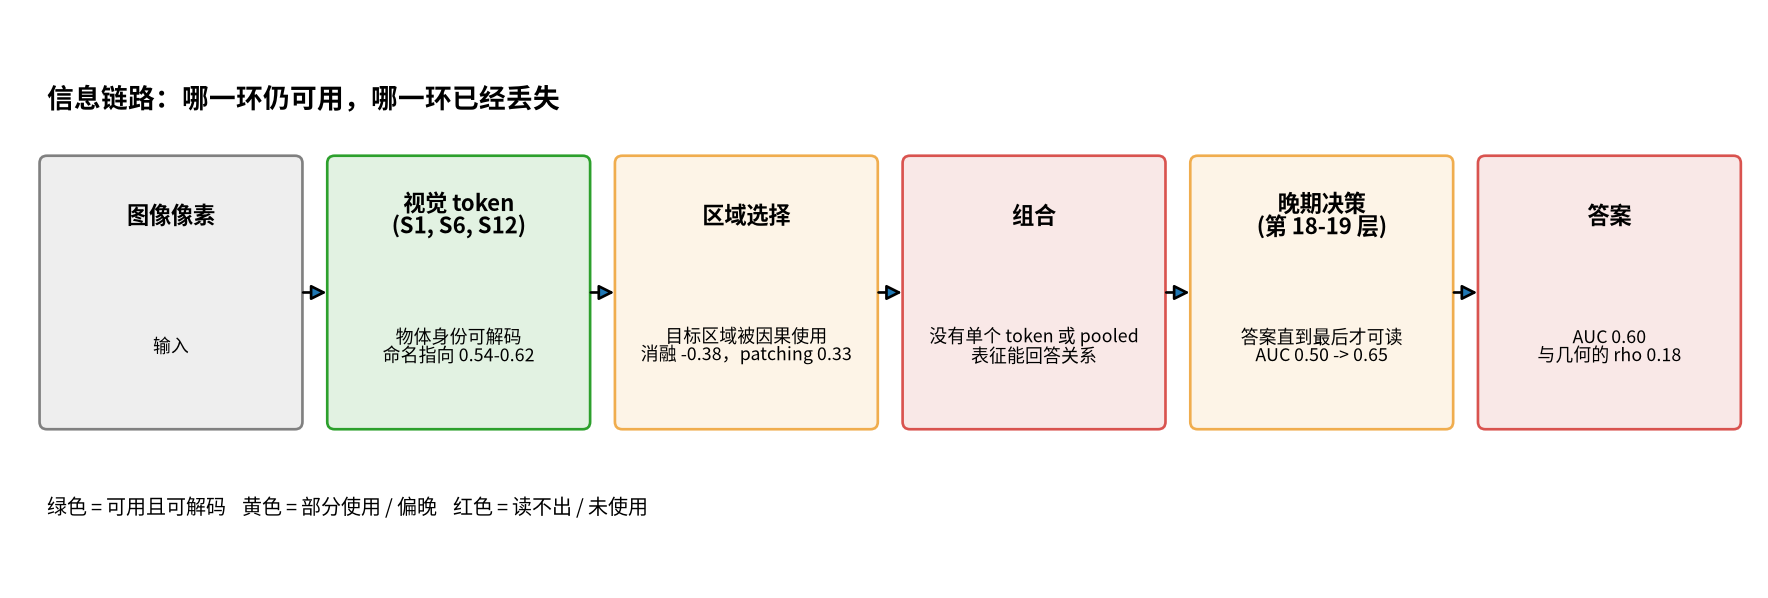 信息链路：哪一环仍可用，哪一环已经丢失
图像像素
输入
视觉 token
(S1, S6, S12)
物体身份可解码
命名指向 0.54-0.62
区域选择
目标区域被因果使用
消融 -0.38，patching 0.33
组合
没有单个 token 或 pooled
表征能回答关系
晚期决策
(第 18-19 层)
答案直到最后才可读
AUC 0.50 -> 0.65
答案
AUC 0.60
与几何的 rho 0.18
绿色 = 可用且可解码 黄色 = 部分使用 / 偏晚 红色 = 读不出 / 未使用